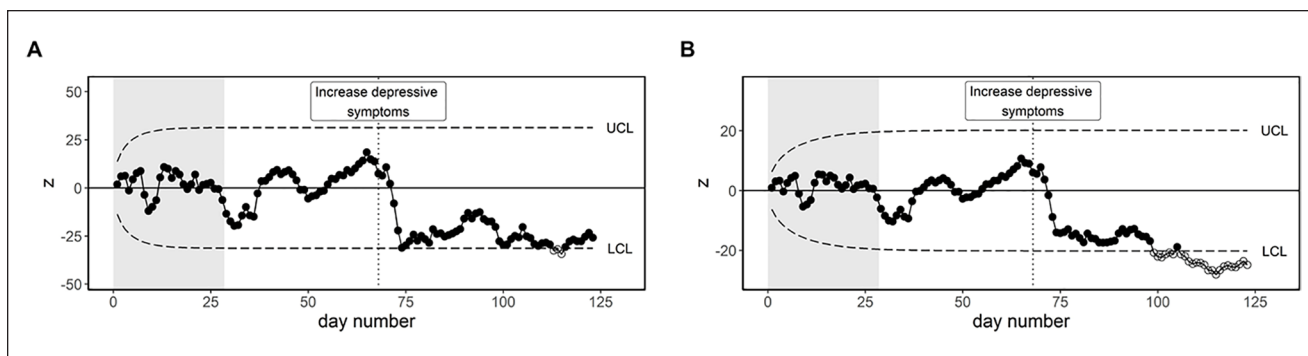 A
50
25
0
-25
-50
z
Increase depressive
symptoms
UCL
LCL
0
25
50
75
100
125
day number
B
20
0
-20
z
Increase depressive
symptoms
UCL
LCL
0
25
50
75
100
125
day number